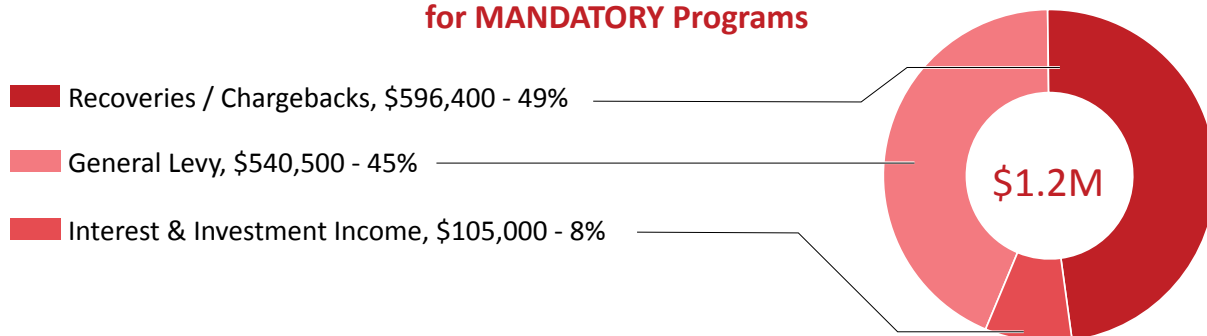 for MANDATORY Programs
Recoveries / Chargebacks, $596,400 - 49%
General Levy, $540,500 - 45%
$1.2M
Interest & Investment Income, $105,000 - 8%